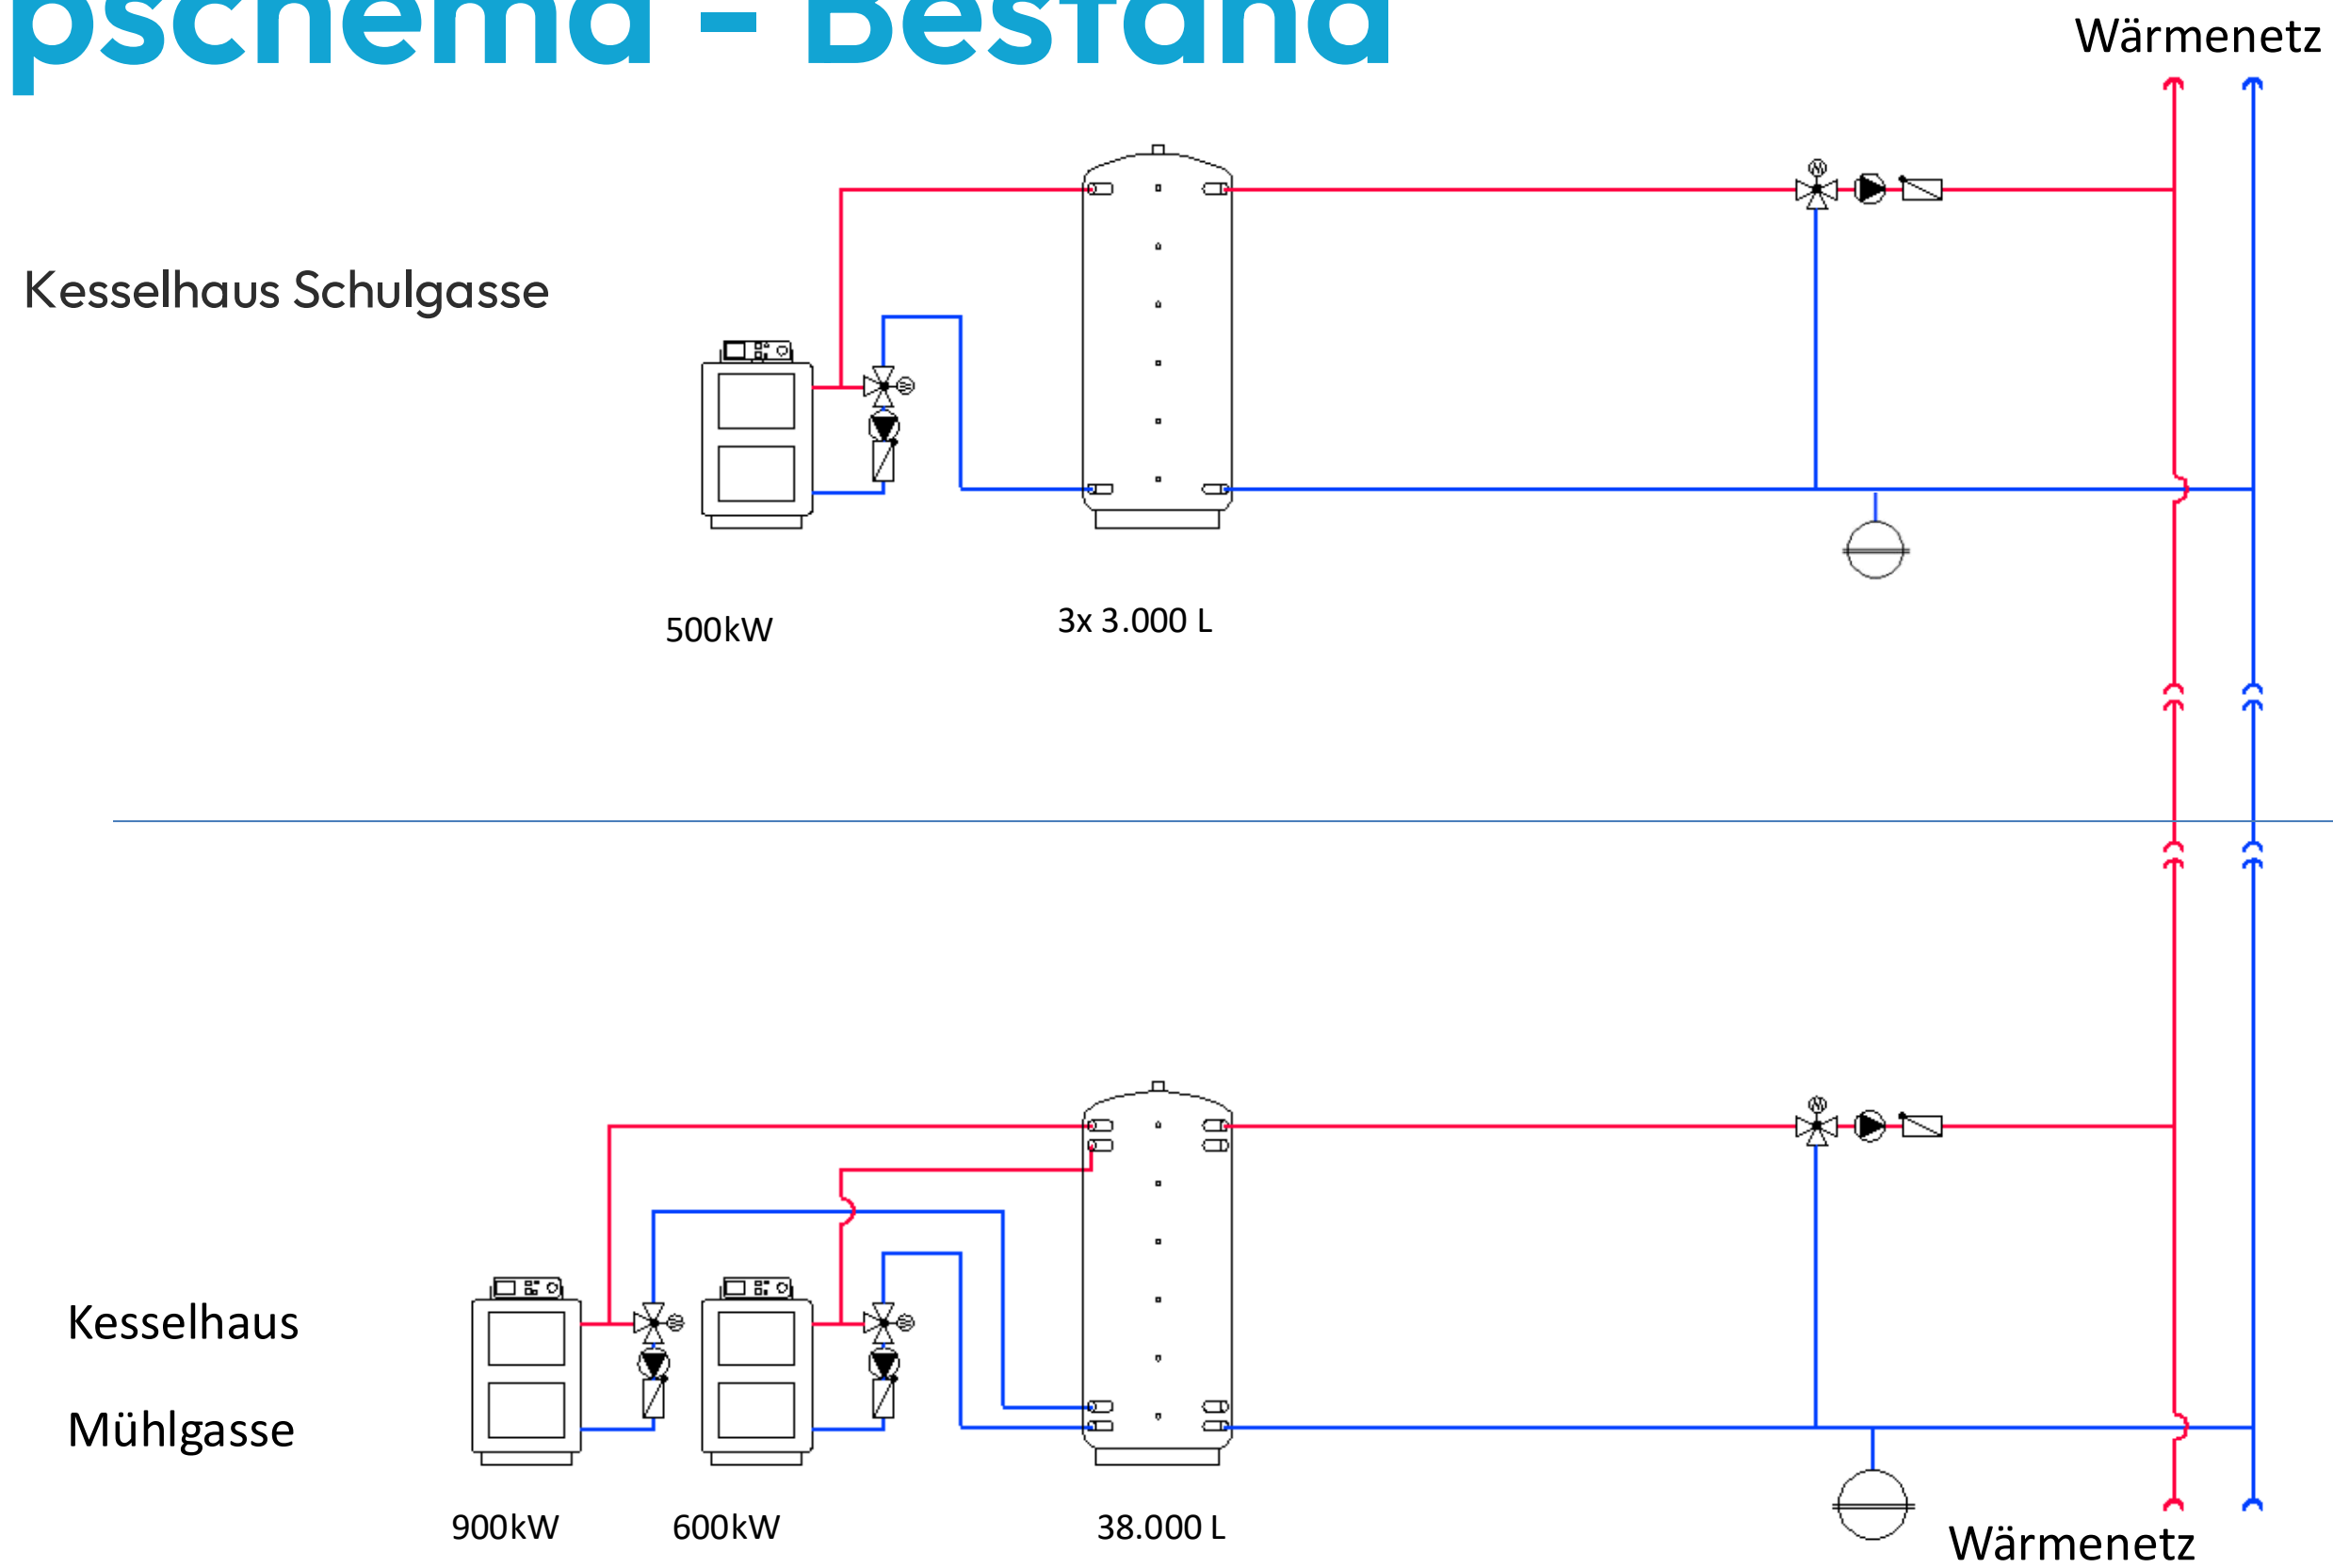 pschema - Bestand
Wärmenetz
Kesselhaus Schulgasse
500kW
3x 3.000 L
Kesselhaus
Mühlgasse
900kW
600kW
38.000 L
Wärmenetz